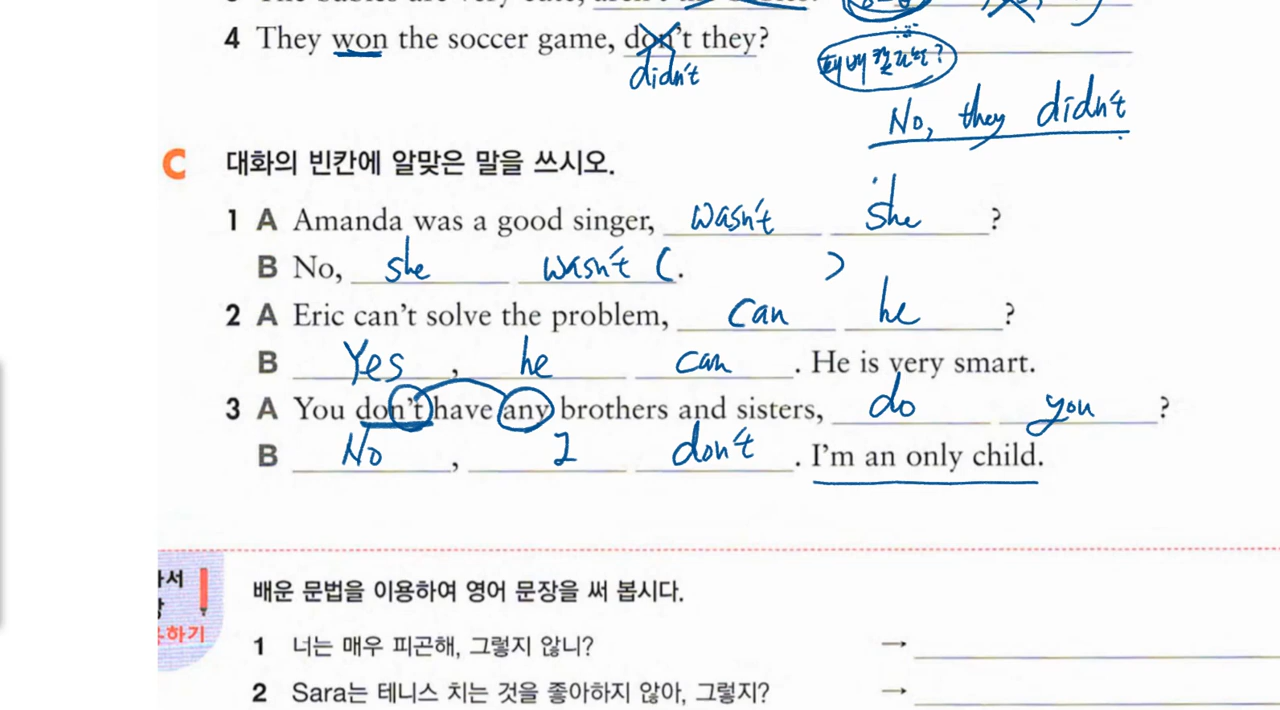 4 They won the soccer game, don't they?
didn't
No, they didn't
C 대화의 빈칸에 알맞은 말을 쓰시오.
1 A Amanda was a good singer, wasn't she ?
B No, she wasn't ( . )
2 A Eric can't solve the problem, can he ?
B Yes , he can . He is very smart.
3 A You don't have any brothers and sisters, do you ?
B No , I don't . I'm an only child.
배운 문법을 이용하여 영어 문장을 써 봅시다.
1 너는 매우 피곤해, 그렇지 않니? →
2 Sara는 테니스 치는 것을 좋아하지 않아, 그렇지? →